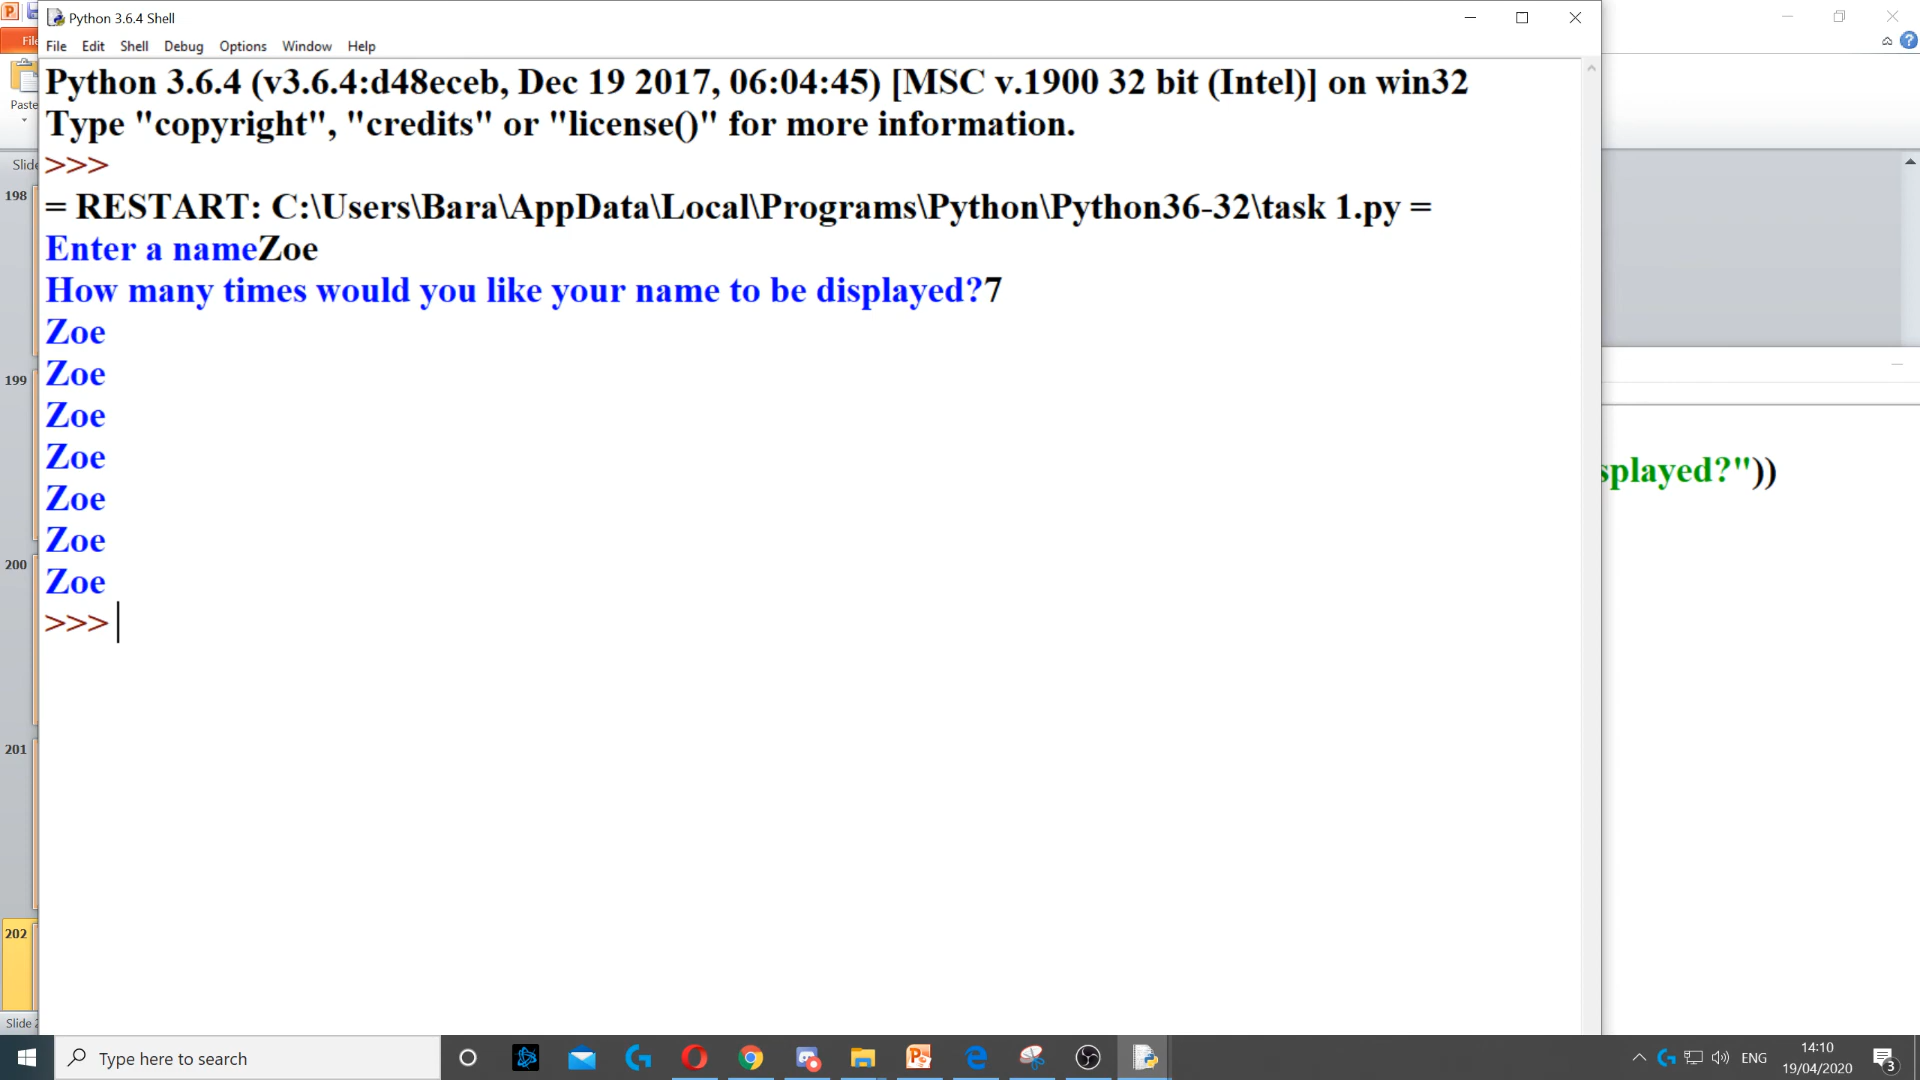 Python 3.6.4 Shell
File Edit Shell Debug Options Window Help
Python 3.6.4 (v3.6.4:d48eceb, Dec 19 2017, 06:04:45) [MSC v.1900 32 bit (Intel)] on win32
Type "copyright", "credits" or "license()" for more information.
>>>
= RESTART: C:\Users\Bara\AppData\Local\Programs\Python\Python36-32\task 1.py =
Enter a nameZoe
How many times would you like your name to be displayed?7
Zoe
Zoe
Zoe
Zoe
Zoe
Zoe
Zoe
>>>
Paste
198
199
200
201
202
splayed?"))
Type here to search
ENG
14:10
19/04/2020
3